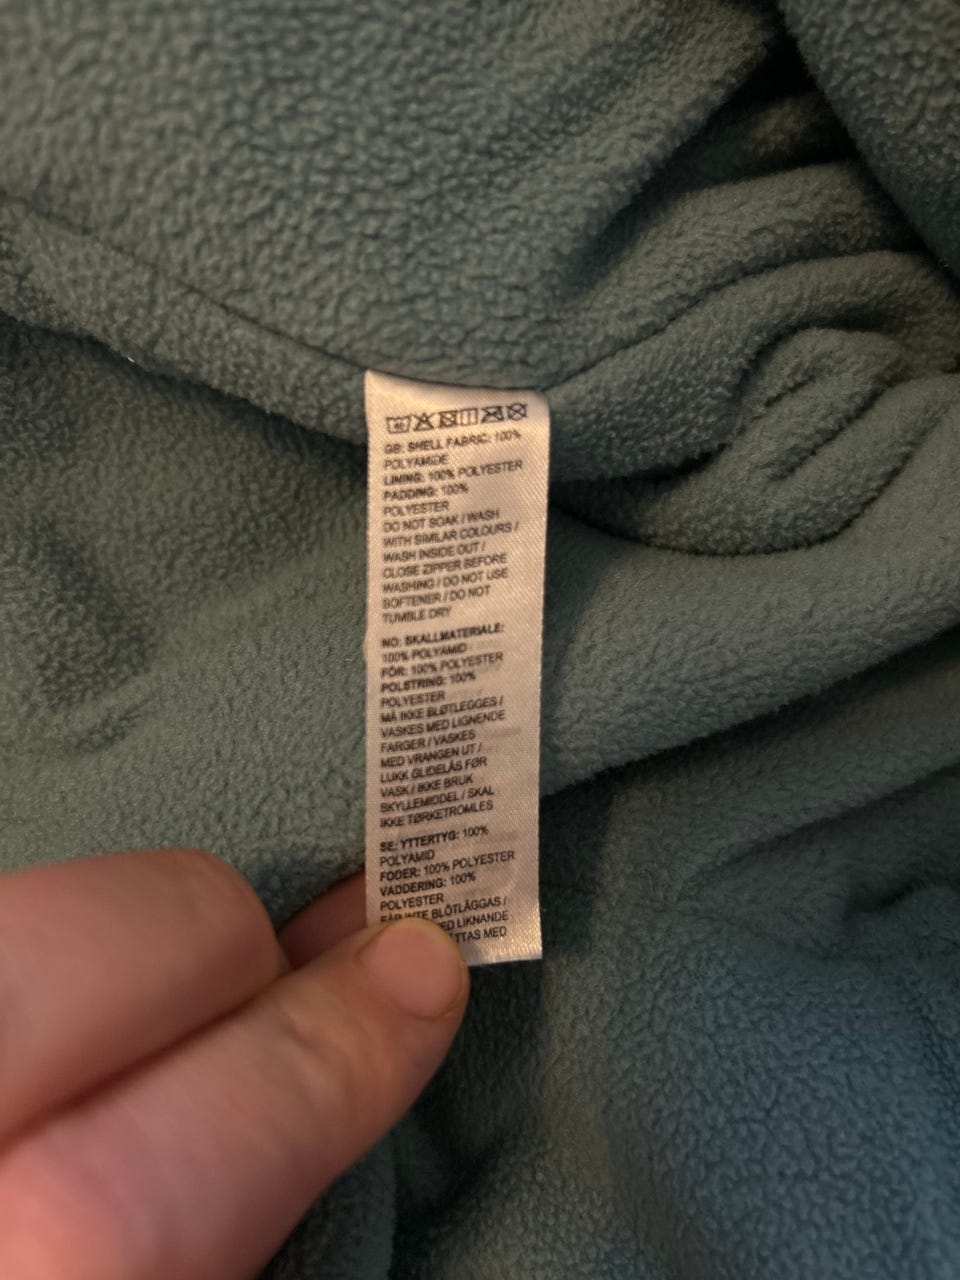 GB: SHELL FABRIC: 100%
POLYAMIDE
LINING: 100% POLYESTER
PADDING: 100%
POLYESTER
DO NOT SOAK / WASH
WITH SIMILAR COLOURS /
WASH INSIDE OUT /
CLOSE ZIPPER BEFORE
WASHING / DO NOT USE
SOFTENER / DO NOT
TUMBLE DRY
NO: SKALLMATERIALE:
100% POLYAMID
FÔR: 100% POLYESTER
POLSTRING: 100%
POLYESTER
MÅ IKKE BLØTLEGGES /
VASKES MED LIGNENDE
FARGER / VASKES
MED VRANGEN UT /
LUKK GLIDELÅS FØR
VASK / IKKE BRUK
SKYLLEMIDDEL / SKAL
IKKE TØRKETROMLES
SE: YTTERTYG: 100%
POLYAMID
FODER: 100% POLYESTER
VADDERING: 100%
POLYESTER
FÅR INTE BLÖTLÄGGAS /
LIKNANDE
MED